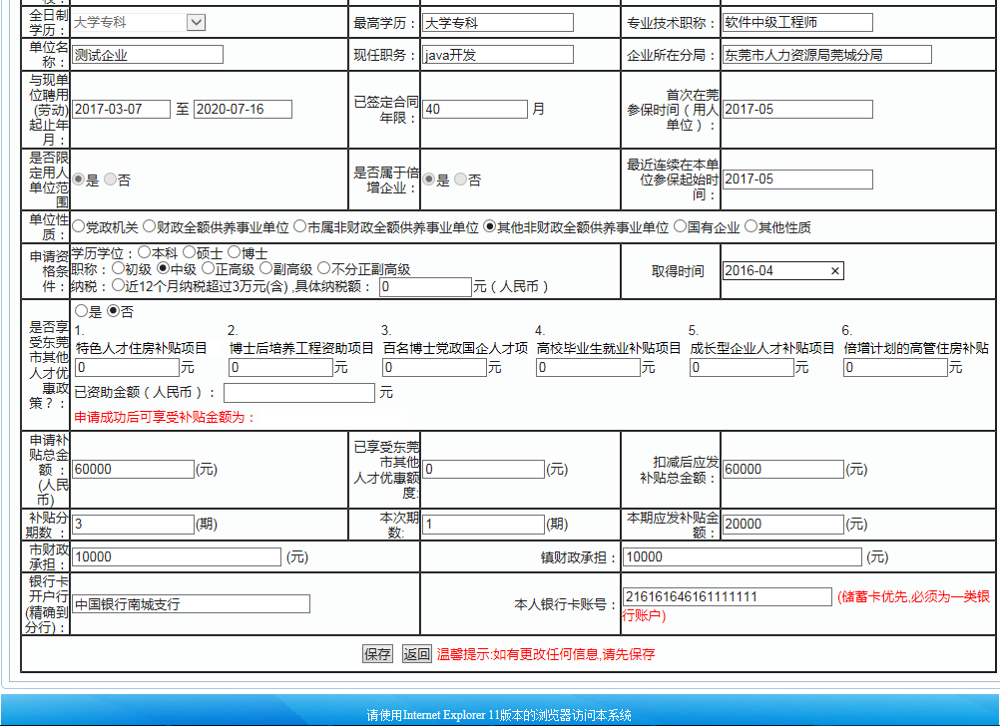 全日制学历： 大学专科 最高学历： 大学专科 专业技术职称： 软件中级工程师
单位名称： 测试企业 现任职务： java开发 企业所在分局： 东莞市人力资源局莞城分局
与现单位聘用(劳动)起止年月： 2017-03-07 至 2020-07-16 已签定合同年限： 40 月 首次在莞参保时间（用人单位）： 2017-05
是否限定用人单位范围 是 否 是否属于倍增企业： 是 否 最近连续在本单位参保起始时间： 2017-05
单位性质： 党政机关 财政全额供养事业单位 市属非财政全额供养事业单位 其他非财政全额供养事业单位 国有企业 其他性质
申请资格条件：
学历学位： 本科 硕士 博士
职称： 初级 中级 正高级 副高级 不分正副高级
纳税： 近12个月纳税超过3万元(含) ,具体纳税额： 0 元（人民币）
取得时间 2016-04 ×
是否享受东莞市其他人才优惠政策？：
是 否
1. 2. 3. 4. 5. 6.
特色人才住房补贴项目 博士后培养工程资助项目 百名博士党政国企人才项 高校毕业生就业补贴项目 成长型企业人才补贴项目 倍增计划的高管住房补贴
0 元 0 元 0 元 0 元 0 元 0 元
已资助金额（人民币）： 元
申请成功后可享受补贴金额为：
申请补贴总金额：(人民币) 60000 (元) 已享受东莞市其他人才优惠额度: 0 (元) 扣减后应发补贴总金额： 60000 (元)
补贴分期数： 3 (期) 本次期数: 1 (期) 本期应发补贴金额： 20000 (元)
市财政承担： 10000 (元) 镇财政承担： 10000 (元)
银行卡开户行(精确到分行)： 中国银行南城支行 本人银行卡账号： 216161646161111111 (储蓄卡优先,必须为一类银行账户)
保存 返回 温馨提示:如有更改任何信息,请先保存
请使用Internet Explorer 11版本的浏览器访问本系统